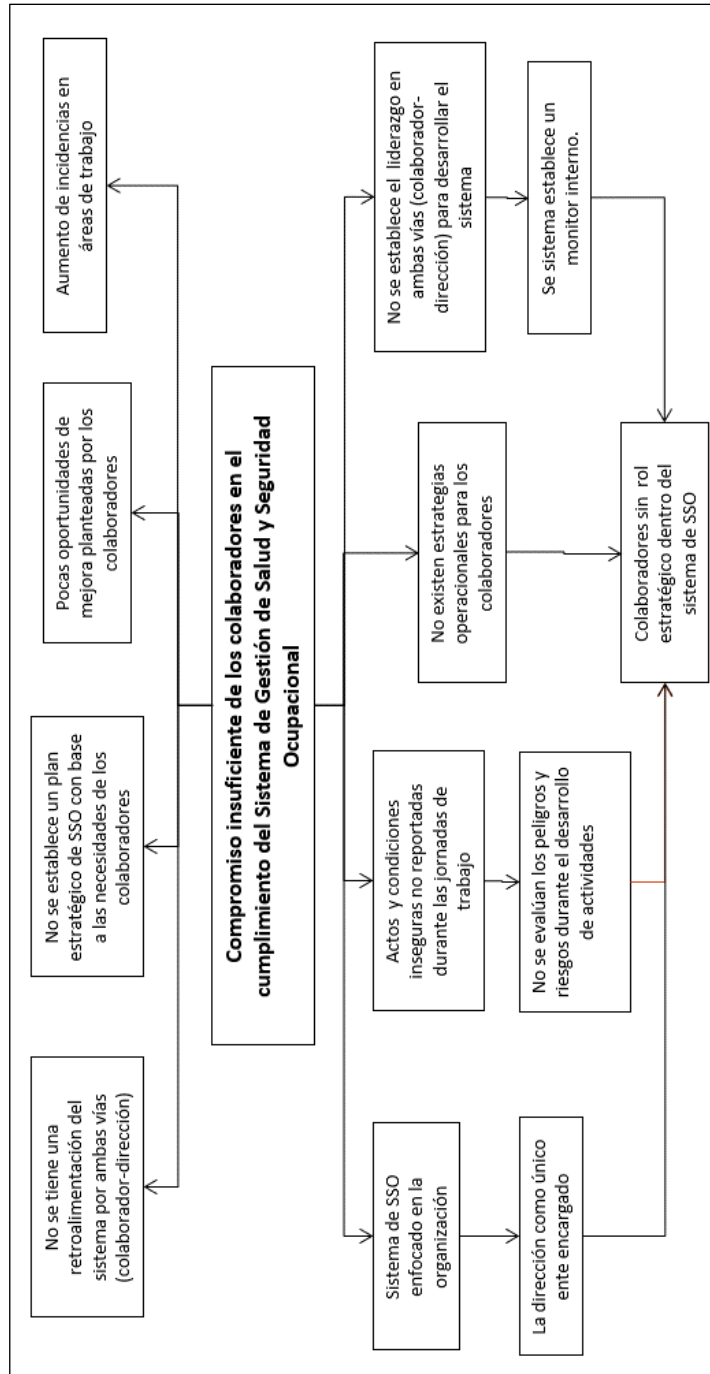 No se tiene una
retroalimentación del
sistema por ambas vías
(colaborador-dirección)
No se establece un plan
estratégico de SSO con base
a las necesidades de los
colaboradores
Pocas oportunidades de
mejora planteadas por los
colaboradores
Aumento de incidencias en
áreas de trabajo
Compromiso insuficiente de los colaboradores en el
cumplimiento del Sistema de Gestión de Salud y Seguridad
Ocupacional
Sistema de SSO
enfocado en la
organización
Actos y condiciones
inseguras no reportadas
durante las jornadas de
trabajo
No existen estrategias
operacionales para los
colaboradores
No se establece el liderazgo en
ambas vías (colaborador-
dirección) para desarrollar el
sistema
La dirección como único
ente encargado
No se evalúan los peligros y
riesgos durante el desarrollo
de actividades
Se sistema establece un
monitor interno.
Colaboradores sin rol
estratégico dentro del
sistema de SSO